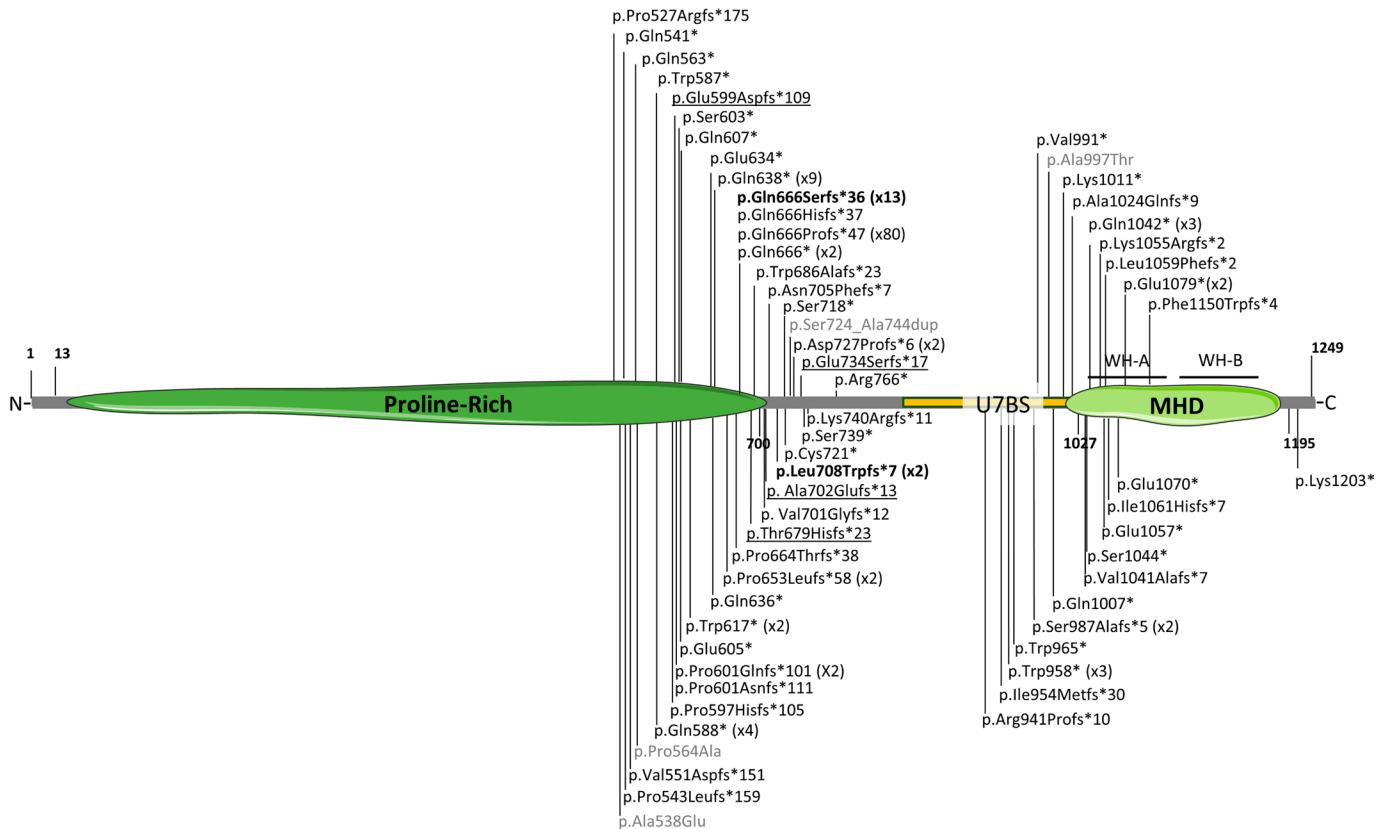 p.Pro527Argfs*175
p.Gln541*
p.Gln563*
p.Trp587*
p.Glu599Aspfs*109
p.Ser603*
p.Gln607*
p.Glu634*
p.Gln638* (x9)
p.Gln666Serfs*36 (x13)
p.Gln666Hisfs*37
p.Gln666Profs*47 (x80)
p.Gln666* (x2)
p.Trp686Alafs*23
p.Asn705Phefs*7
p.Ser718*
p.Ser724_Ala744dup
p.Asp727Profs*6 (x2)
p.Glu734Serfs*17
p.Arg766*
p.Val991*
p.Ala997Thr
p.Lys1011*
p.Ala1024Glnfs*9
p.Gln1042* (x3)
p.Lys1055Argfs*2
p.Leu1059Phefs*2
p.Glu1079*(x2)
p.Phe1150Trpfs*4
WH-A WH-B
1 13 1249
N- Proline-Rich U7BS MHD -C
700 1027 1195
p.Lys740Argfs*11
p.Ser739*
p.Cys721*
p.Leu708Trpfs*7 (x2)
p. Ala702Glufs*13
p. Val701Glyfs*12
p.Thr679Hisfs*23
p.Pro664Thrfs*38
p.Pro653Leufs*58 (x2)
p.Gln636*
p.Trp617* (x2)
p.Glu605*
p.Pro601Glnfs*101 (X2)
p.Pro601Asnfs*111
p.Pro597Hisfs*105
p.Gln588* (x4)
p.Pro564Ala
p.Val551Aspfs*151
p.Pro543Leufs*159
p.Ala538Glu
p.Lys1203*
p.Glu1070*
p.Ile1061Hisfs*7
p.Glu1057*
p.Ser1044*
p.Val1041Alafs*7
p.Gln1007*
p.Ser987Alafs*5 (x2)
p.Trp965*
p.Trp958* (x3)
p.Ile954Metfs*30
p.Arg941Profs*10